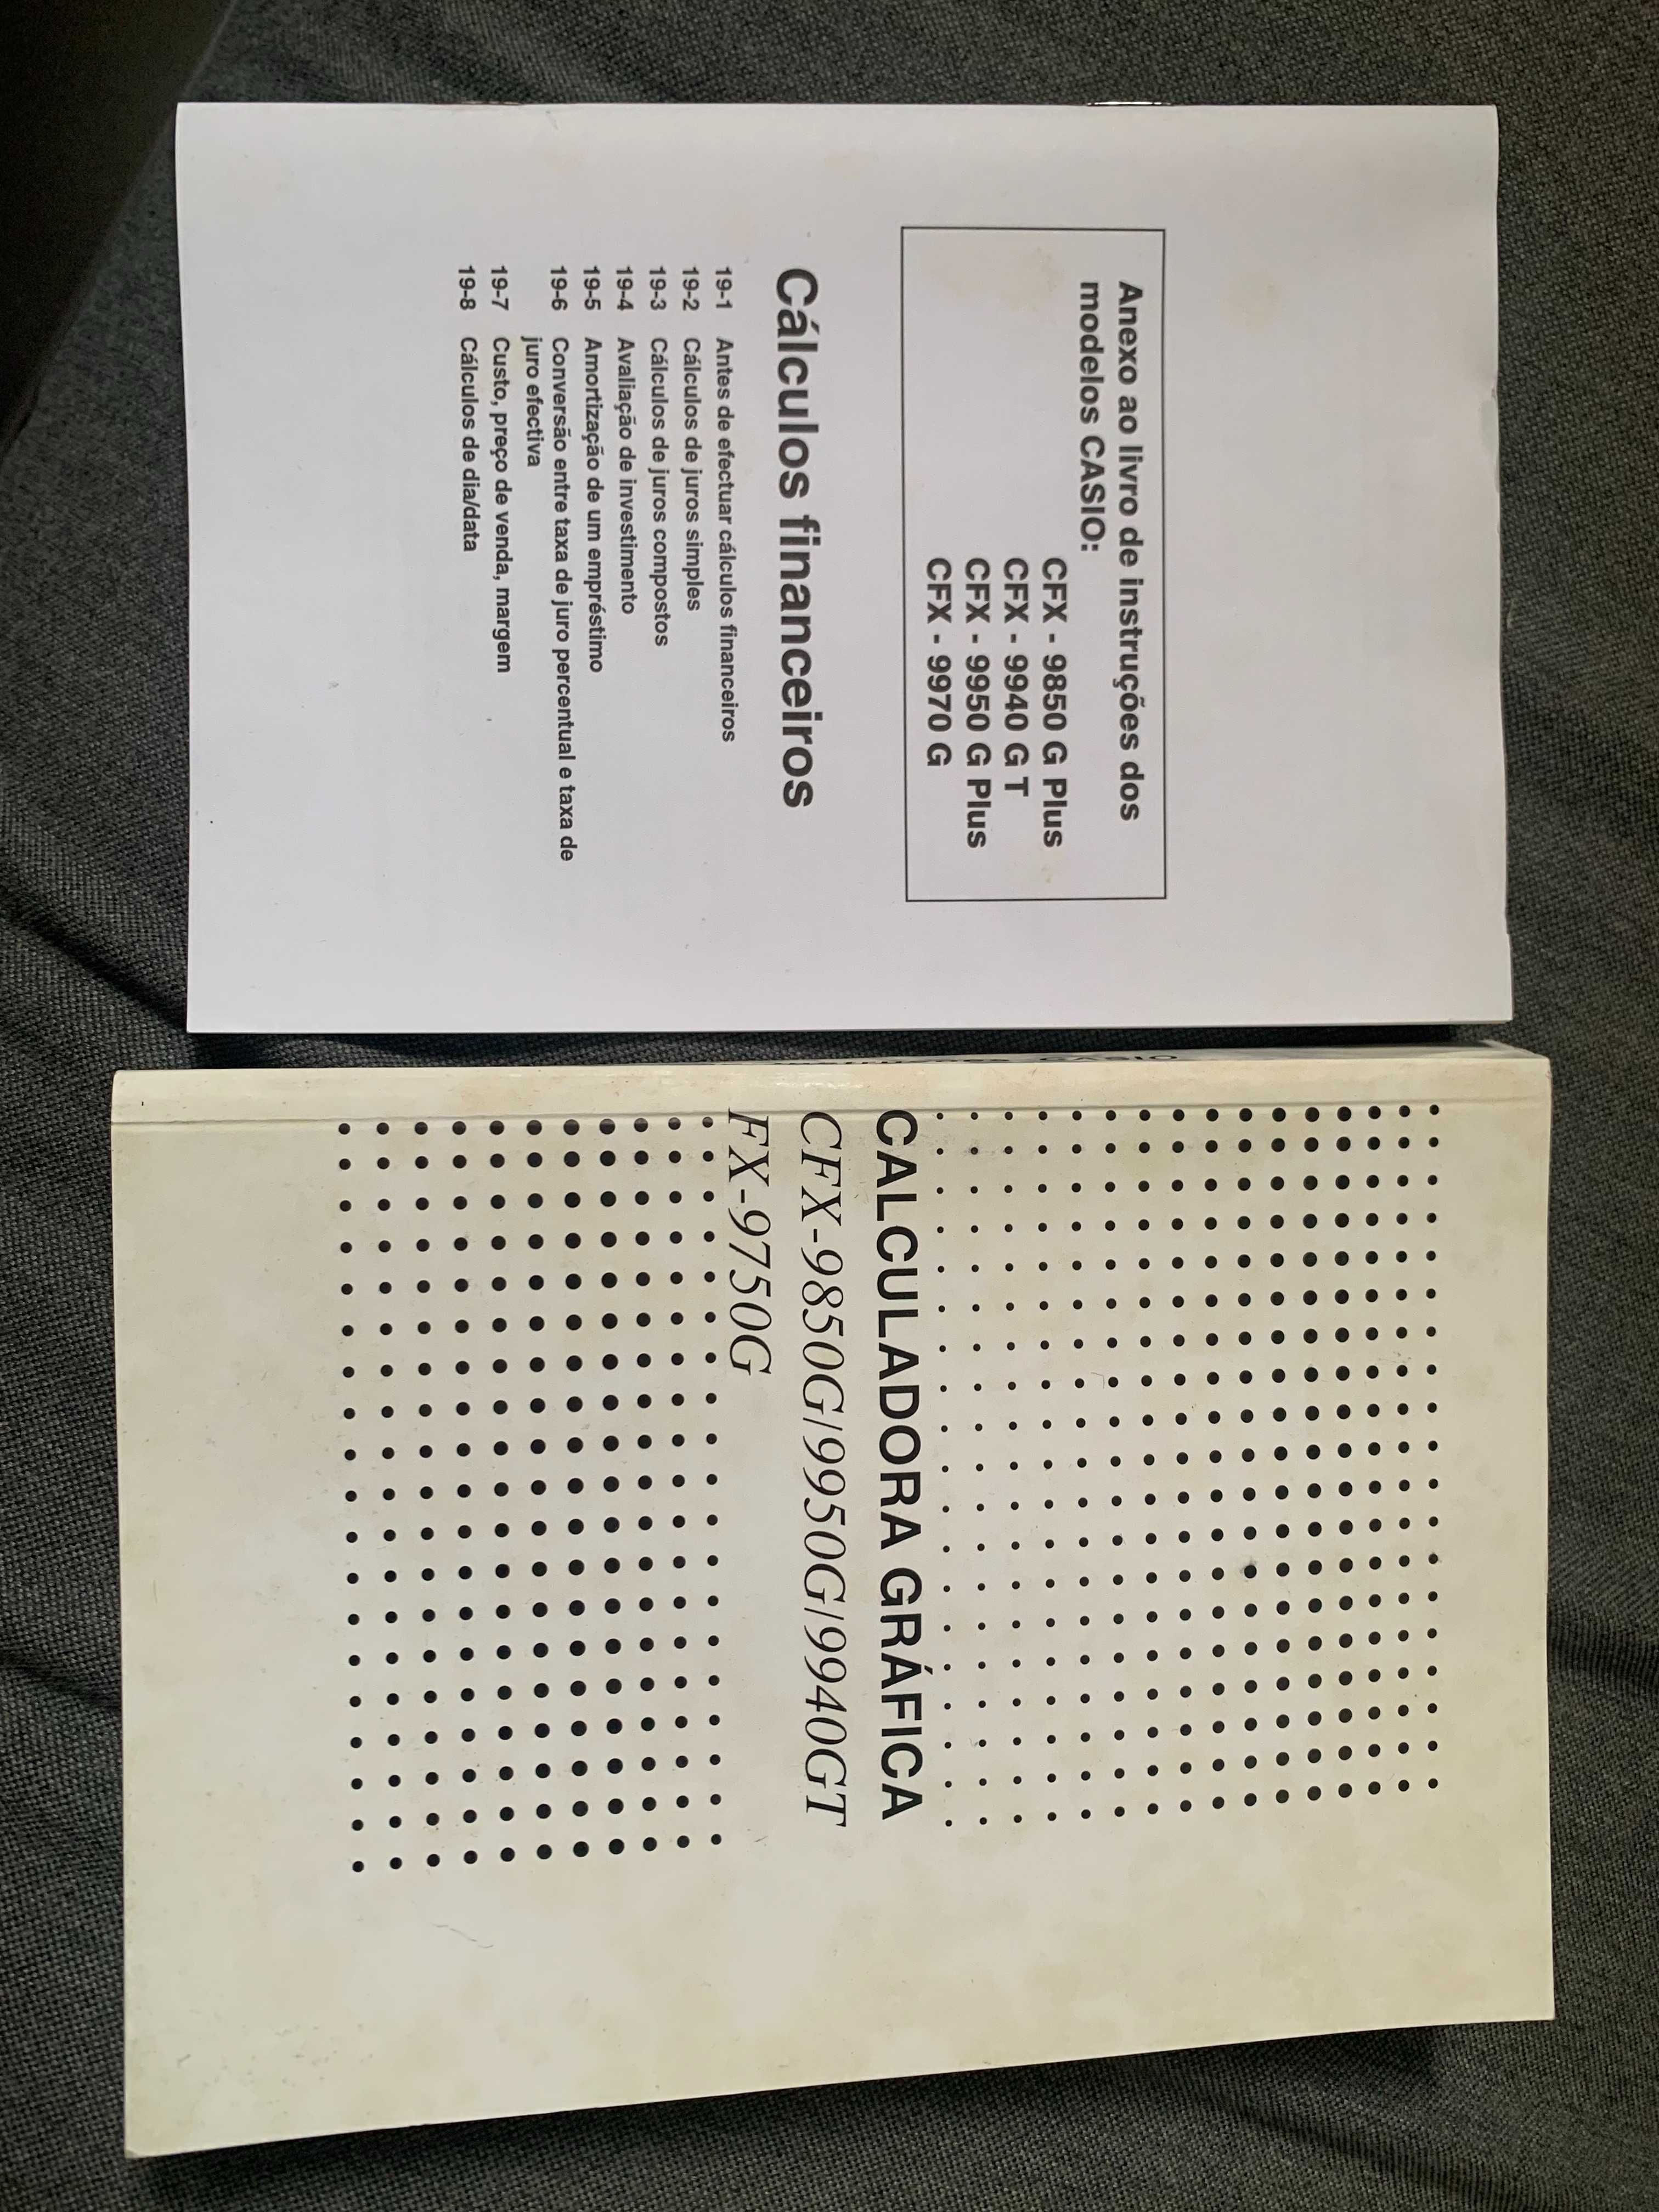 Anexo ao livro de instruções dos
modelos CASIO:
CFX - 9850 G Plus
CFX - 9940 G T
CFX - 9950 G Plus
CFX - 9970 G
Cálculos financeiros
19-1 Antes de efectuar cálculos financeiros
19-2 Cálculos de juros simples
19-3 Cálculos de juros compostos
19-4 Avaliação de investimento
19-5 Amortização de um empréstimo
19-6 Conversão entre taxa de juro percentual e taxa de
juro efectiva
19-7 Custo, preço de venda, margem
19-8 Cálculos de dia/data
CASIO
CALCULADORA GRÁFICA
CFX-9850G/9950G/9940GT
FX-9750G